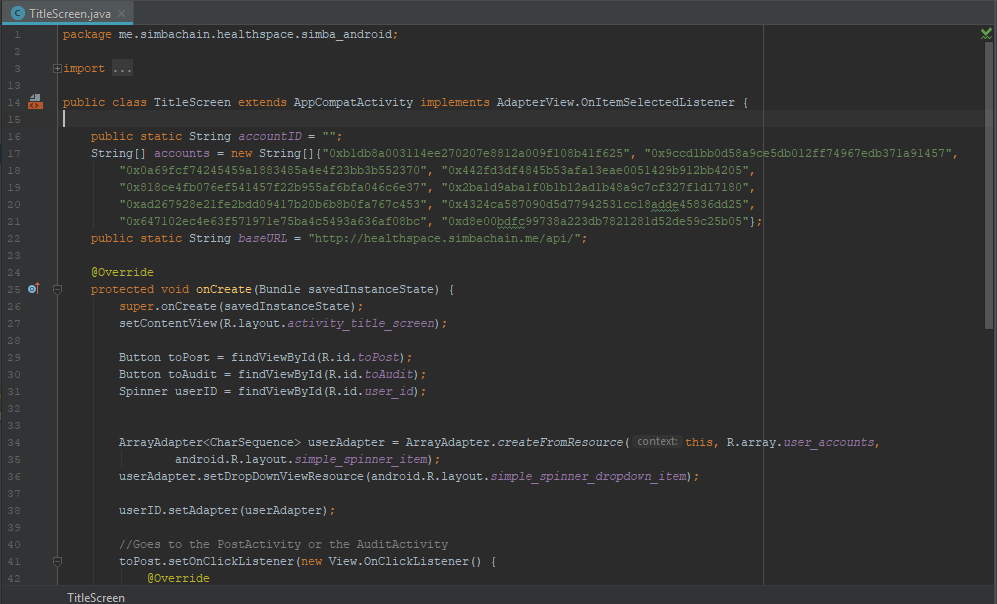 TitleScreen.java
1 package me.simbachain.healthspace.simba_android;
2
3 import ...
13
14 public class TitleScreen extends AppCompatActivity implements AdapterView.OnItemSelectedListener {
15
16 public static String accountID = "";
17 String[] accounts = new String[]{"0xb1db8a003114ee270207e8812a009f108b41f625", "0x9ccd1bb0d58a9ce5db012ff74967edb371a91457",
18 "0x0a69fcf74245459a1883485a4e4f23bb3b552370", "0x442fd3df4845b53afa13eae0051429b912bb4205",
19 "0x818ce4fb076ef541457f22b955af6bfa046c6e37", "0x2bald9abalf0b1b12ad1b48a9c7cf327f1d17180",
20 "0xad267928e21fe2bdd09417b20b6b8b0fa767c453", "0x4324ca587090d5d77942531cc18adde45836dd25",
21 "0x647102ec4e63f571971e75ba4c5493a636af08bc", "0xd8e00bdfc99738a223db7821281d52de59c25b05"};
22 public static String baseURL = "http://healthspace.simbachain.me/api/";
23
24 @Override
25 protected void onCreate(Bundle savedInstanceState) {
26 super.onCreate(savedInstanceState);
27 setContentView(R.layout.activity_title_screen);
28
29 Button toPost = findViewById(R.id.toPost);
30 Button toAudit = findViewById(R.id.toAudit);
31 Spinner userID = findViewById(R.id.user_id);
32
33
34 ArrayAdapter<CharSequence> userAdapter = ArrayAdapter.createFromResource( context: this, R.array.user_accounts,
35 android.R.layout.simple_spinner_item);
36 userAdapter.setDropDownViewResource(android.R.layout.simple_spinner_dropdown_item);
37
38 userID.setAdapter(userAdapter);
39
40 //Goes to the PostActivity or the AuditActivity
41 toPost.setOnClickListener(new View.OnClickListener() {
42 @Override
TitleScreen